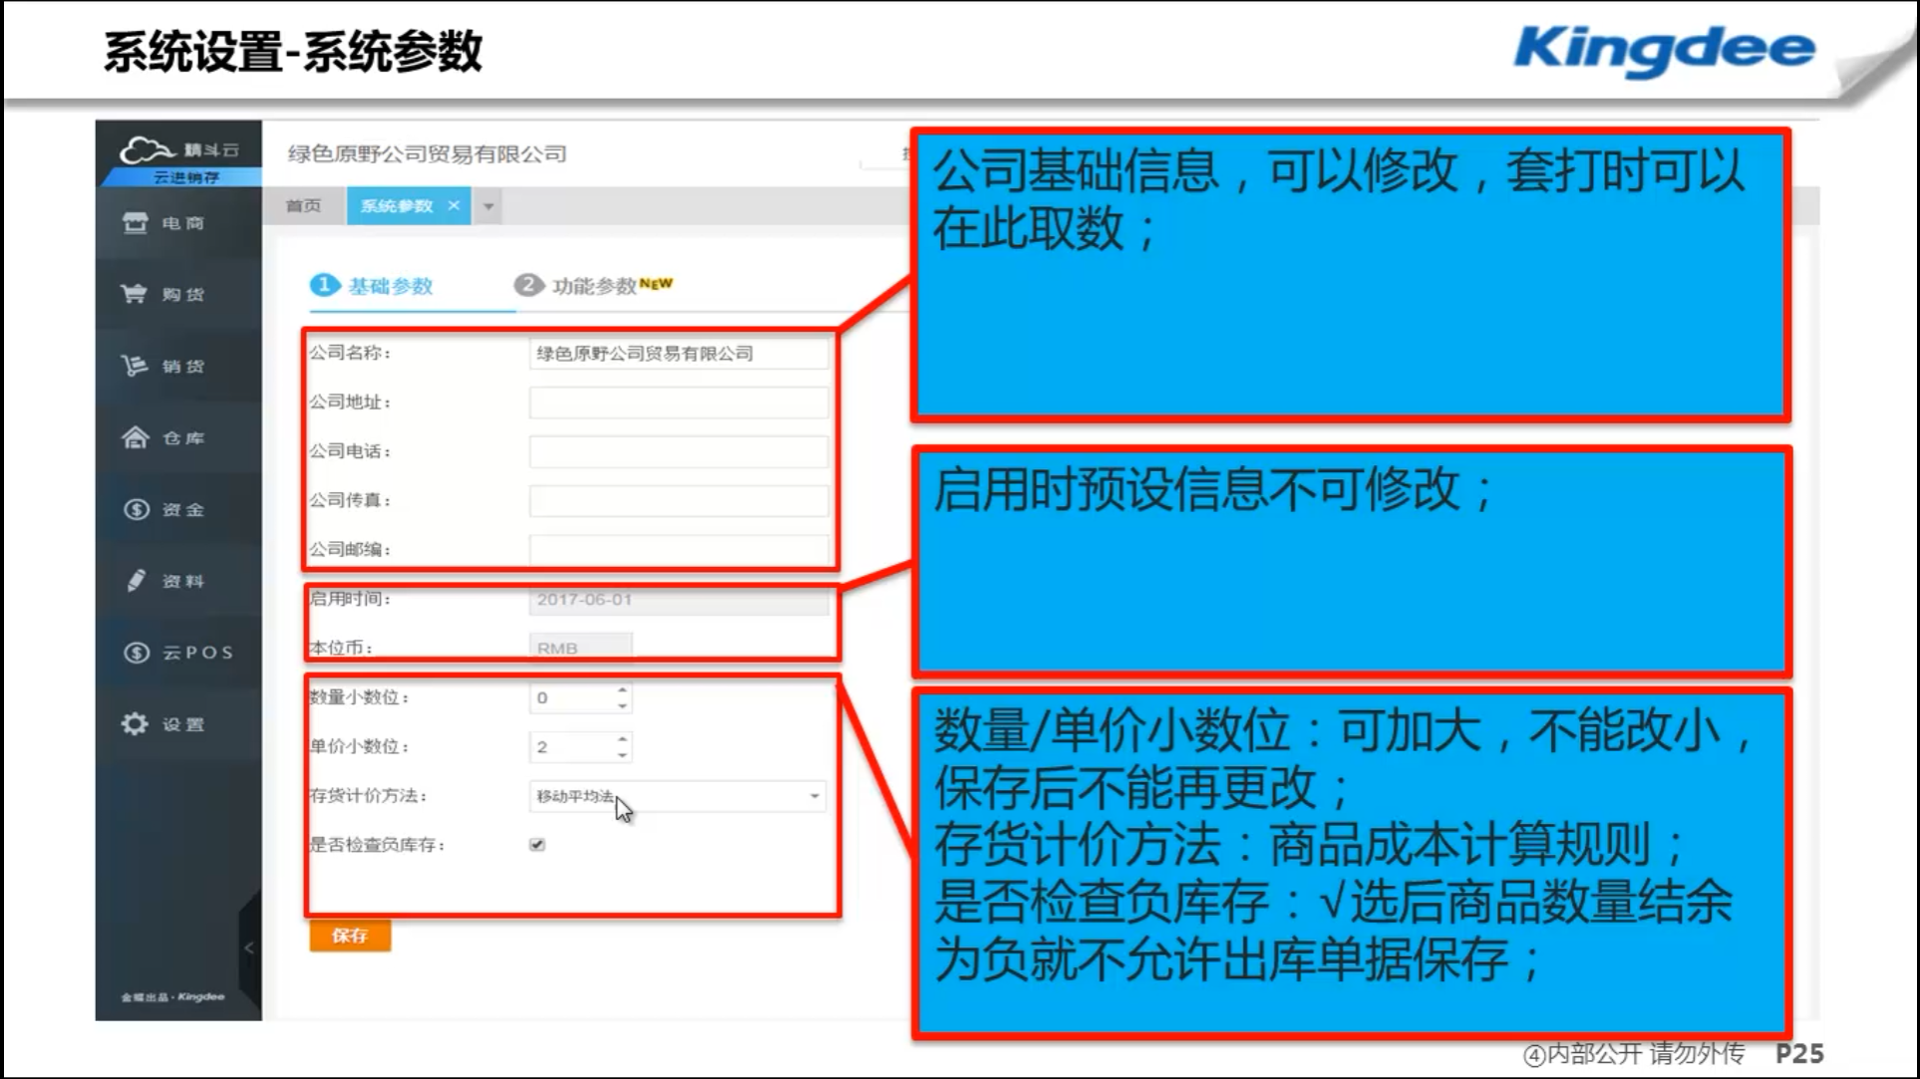 系统设置-系统参数
Kingdee
精斗云
云进销存
绿色原野公司贸易有限公司
首页
系统参数
电商
购货
销货
仓库
资金
资料
云POS
设置
金蝶出品·Kingdee
1 基础参数
2 功能参数NEW
公司名称：
绿色原野公司贸易有限公司
公司地址：
公司电话：
公司传真：
公司邮编：
启用时间：
2017-06-01
本位币：
RMB
数量小数位：
0
单价小数位：
2
存货计价方法：
移动平均法
是否检查负库存：
保存
公司基础信息，可以修改，套打时可以
在此取数；
启用时预设信息不可修改；
数量/单价小数位：可加大，不能改小，
保存后不能再更改；
存货计价方法：商品成本计算规则；
是否检查负库存：√选后商品数量结余
为负就不允许出库单据保存；
④内部公开 请勿外传
P25